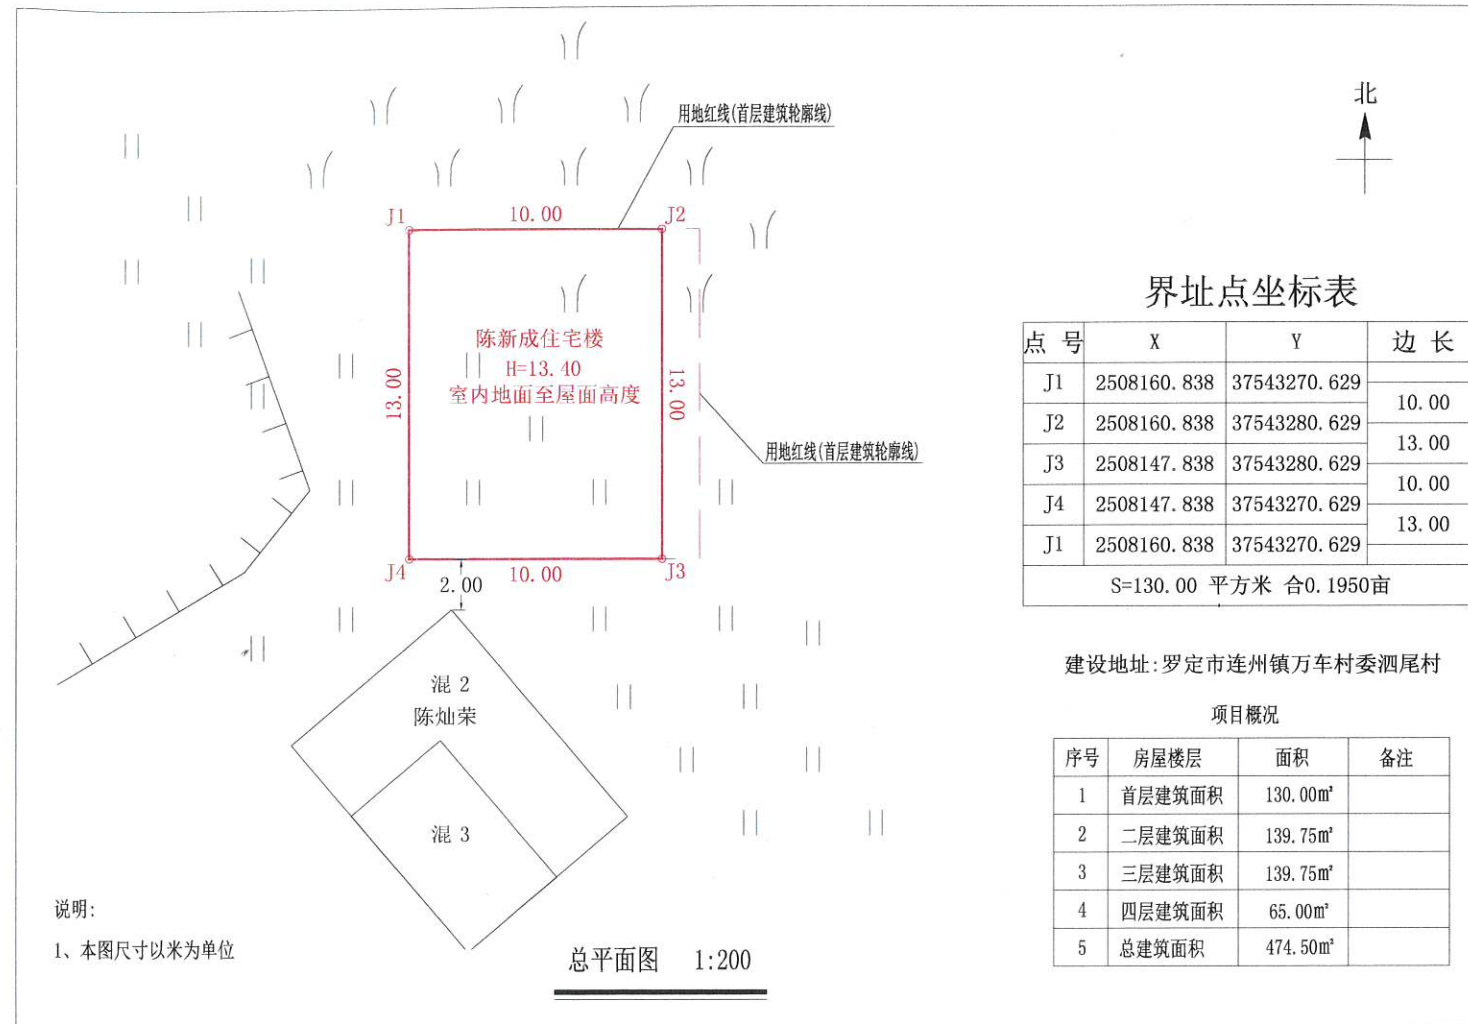 北
用地红线(首层建筑轮廓线)
J1
10.00
J2
陈新成住宅楼
H=13.40
室内地面至屋面高度
13.00
13.00
用地红线(首层建筑轮廓线)
J4
10.00
J3
2.00
混 2
陈灿荣
混 3
界址点坐标表
点 号 X Y 边 长
J1 2508160.838 37543270.629
10.00
J2 2508160.838 37543280.629
13.00
J3 2508147.838 37543280.629
10.00
J4 2508147.838 37543270.629
13.00
J1 2508160.838 37543270.629
S=130.00 平方米 合0.1950亩
建设地址:罗定市连州镇万车村委泗尾村
项目概况
序号 房屋楼层 面积 备注
1 首层建筑面积 130.00㎡
2 二层建筑面积 139.75㎡
3 三层建筑面积 139.75㎡
4 四层建筑面积 65.00㎡
5 总建筑面积 474.50㎡
说明:
1、本图尺寸以米为单位
总平面图 1:200